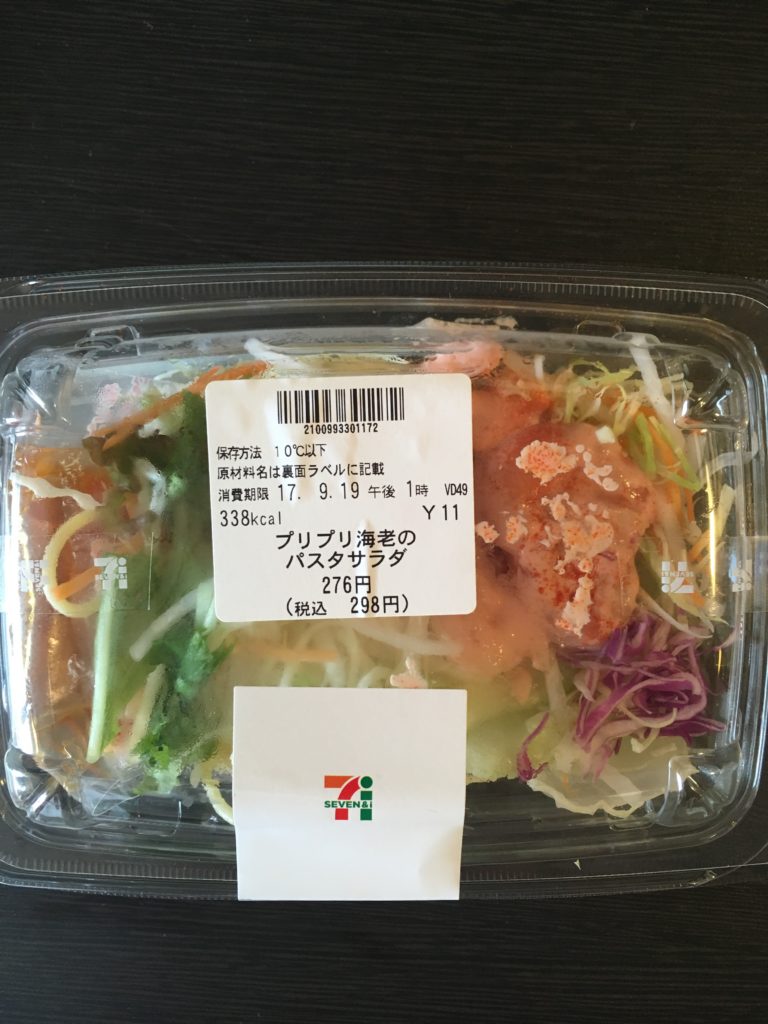 2100993301172
保存方法 10℃以下
原材料名は裏面ラベルに記載
消費期限 17. 9.19 午後 1時 VD49
338kcal Y11
プリプリ海老の
パスタサラダ
276円
(税込 298円)
SEVEN&i